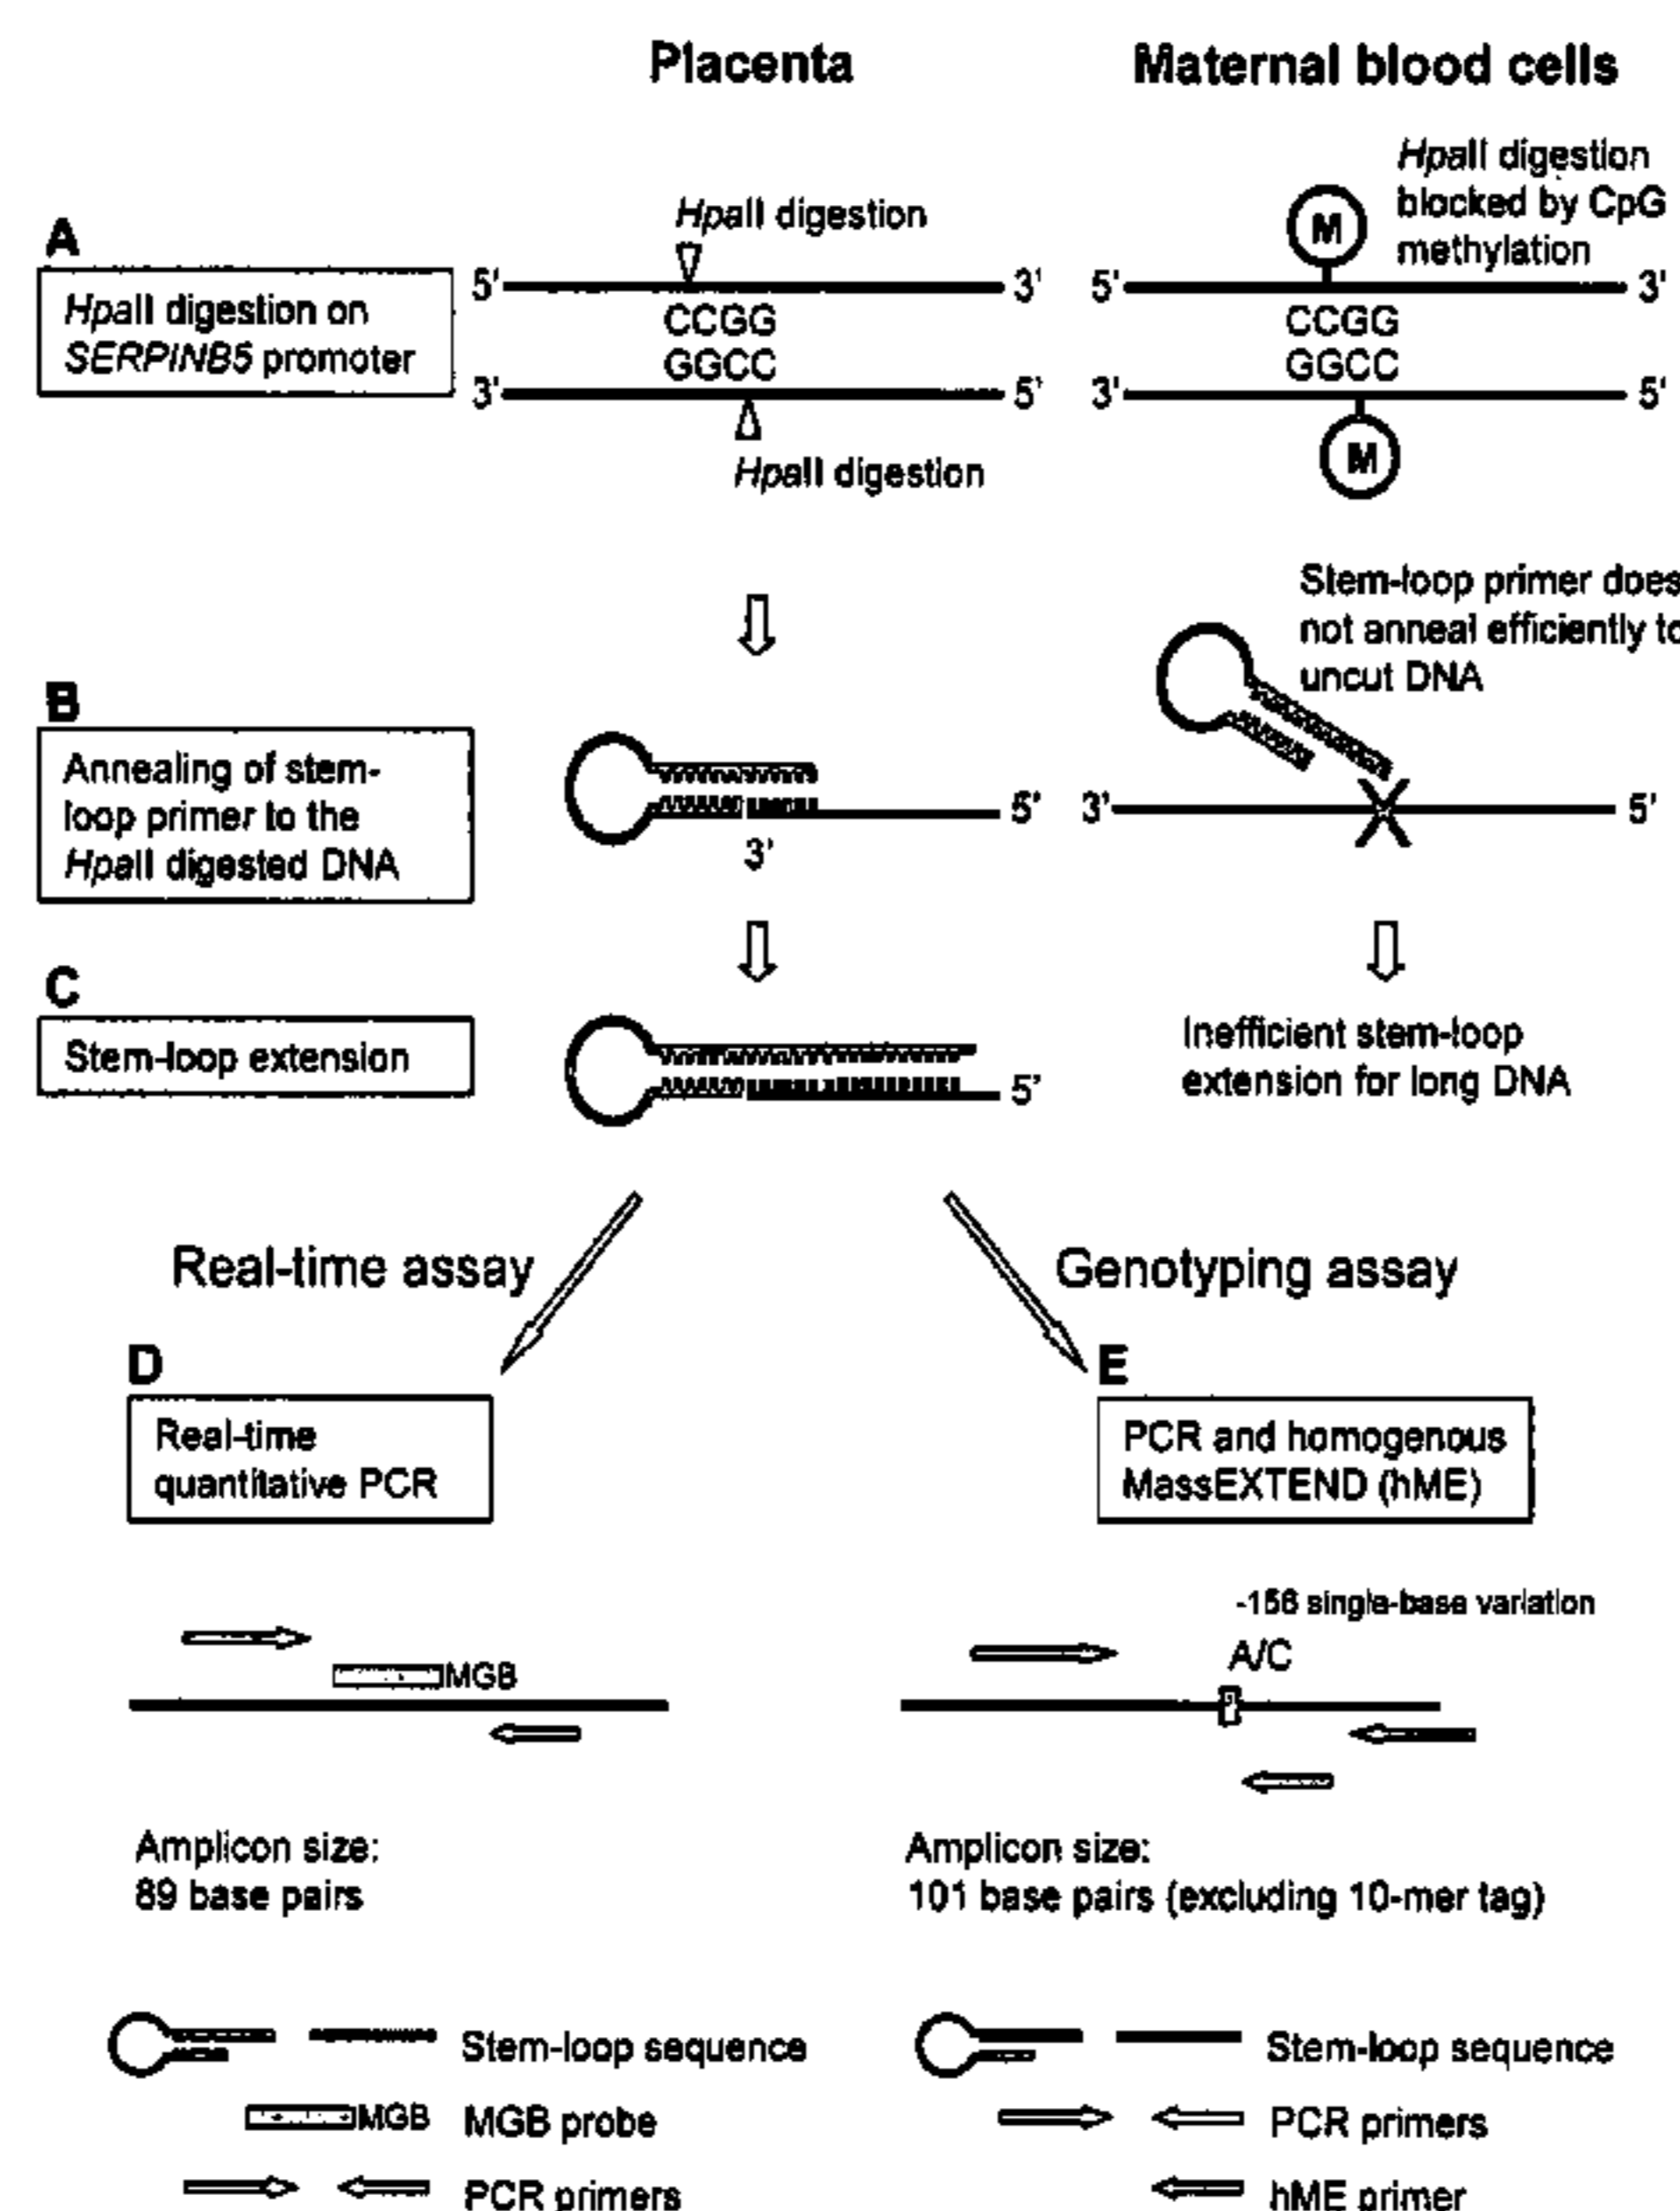 Placenta
Maternal blood cells
HpaII digestion
HpaII digestion
blocked by CpG
methylation
M
A
HpaII digestion on
SERPINB5 promoter
5'
3'
5'
3'
CCGG
GGCC
CCGG
GGCC
3'
5'
3'
5'
HpaII digestion
M
Stem-loop primer does
not anneal efficiently to
uncut DNA
B
Annealing of stem-
loop primer to the
HpaII digested DNA
5'
3'
3'
5'
C
Stem-loop extension
5'
Inefficient stem-loop
extension for long DNA
Real-time assay
Genotyping assay
D
Real-time
quantitative PCR
E
PCR and homogenous
MassEXTEND (hME)
-156 single-base variation
A/C
MGB
Amplicon size:
89 base pairs
Amplicon size:
101 base pairs (excluding 10-mer tag)
Stem-loop sequence
MGB
MGB probe
PCR primers
Stem-loop sequence
PCR primers
hME primer